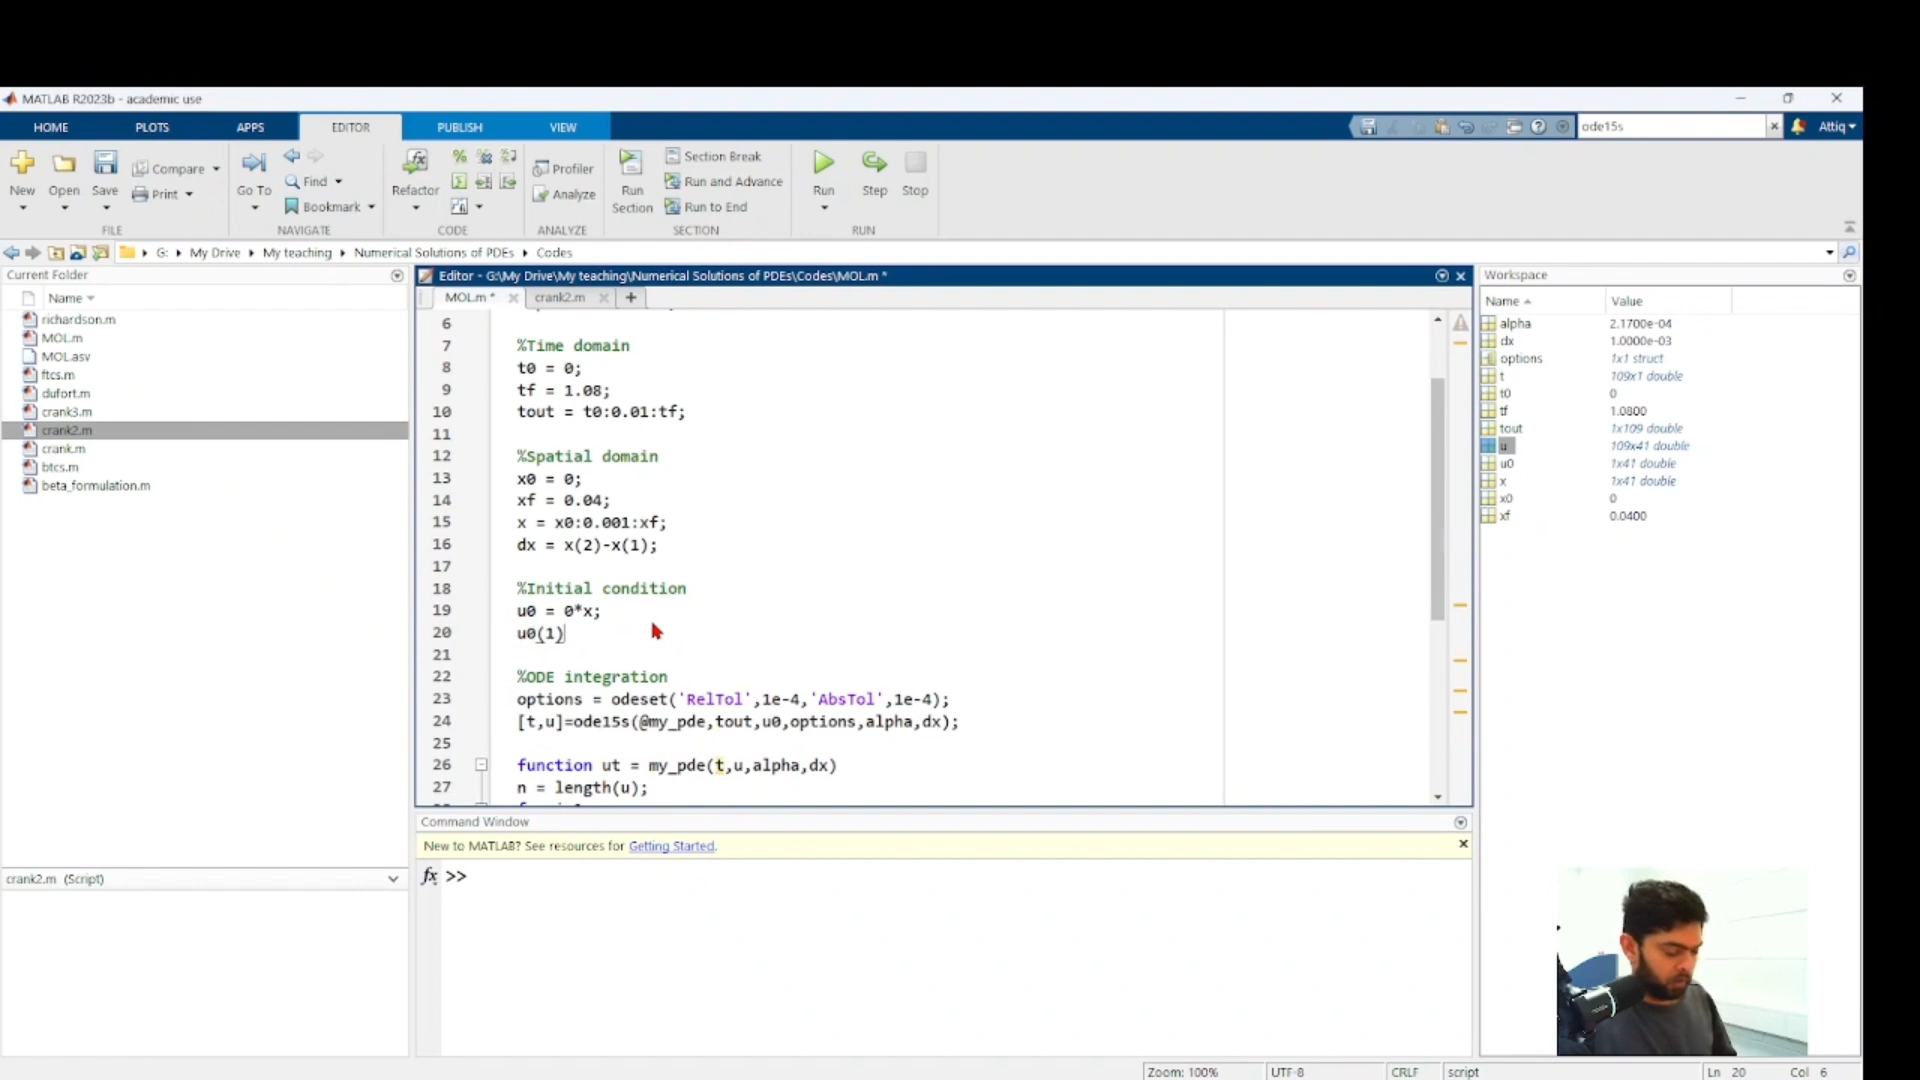 MATLAB R2023b - academic use
HOME PLOTS APPS EDITOR PUBLISH VIEW
ode15s
Attiq
New Open Save
Compare
Print
FILE
Go To
Find
Bookmark
NAVIGATE
Refactor
CODE
Profiler
Analyze
ANALYZE
Run Section
Section Break
Run and Advance
Run to End
SECTION
Run Step Stop
RUN
G: My Drive My teaching Numerical Solutions of PDEs Codes
Current Folder
Name
richardson.m
MOL.m
MOL.asv
ftcs.m
dufort.m
crank3.m
crank2.m
crank.m
btcs.m
beta_formulation.m
crank2.m (Script)
Editor - G:\My Drive\My teaching\Numerical Solutions of PDEs\Codes\MOL.m *
MOL.m * crank2.m
6
7 %Time domain
8 t0 = 0;
9 tf = 1.08;
10 tout = t0:0.01:tf;
11
12 %Spatial domain
13 x0 = 0;
14 xf = 0.04;
15 x = x0:0.001:xf;
16 dx = x(2)-x(1);
17
18 %Initial condition
19 u0 = 0*x;
20 u0(1)
21
22 %ODE integration
23 options = odeset('RelTol',1e-4,'AbsTol',1e-4);
24 [t,u]=ode15s(@my_pde,tout,u0,options,alpha,dx);
25
26 function ut = my_pde(t,u,alpha,dx)
27 n = length(u);
Command Window
New to MATLAB? See resources for Getting Started.
fx >>
Workspace
Name Value
alpha 2.1700e-04
dx 1.0000e-03
options 1x1 struct
t 109x1 double
t0 0
tf 1.0800
tout 1x109 double
u 109x41 double
u0 1x41 double
x 1x41 double
x0 0
xf 0.0400
Zoom: 100% UTF-8 CRLF script Ln 20 Col 6